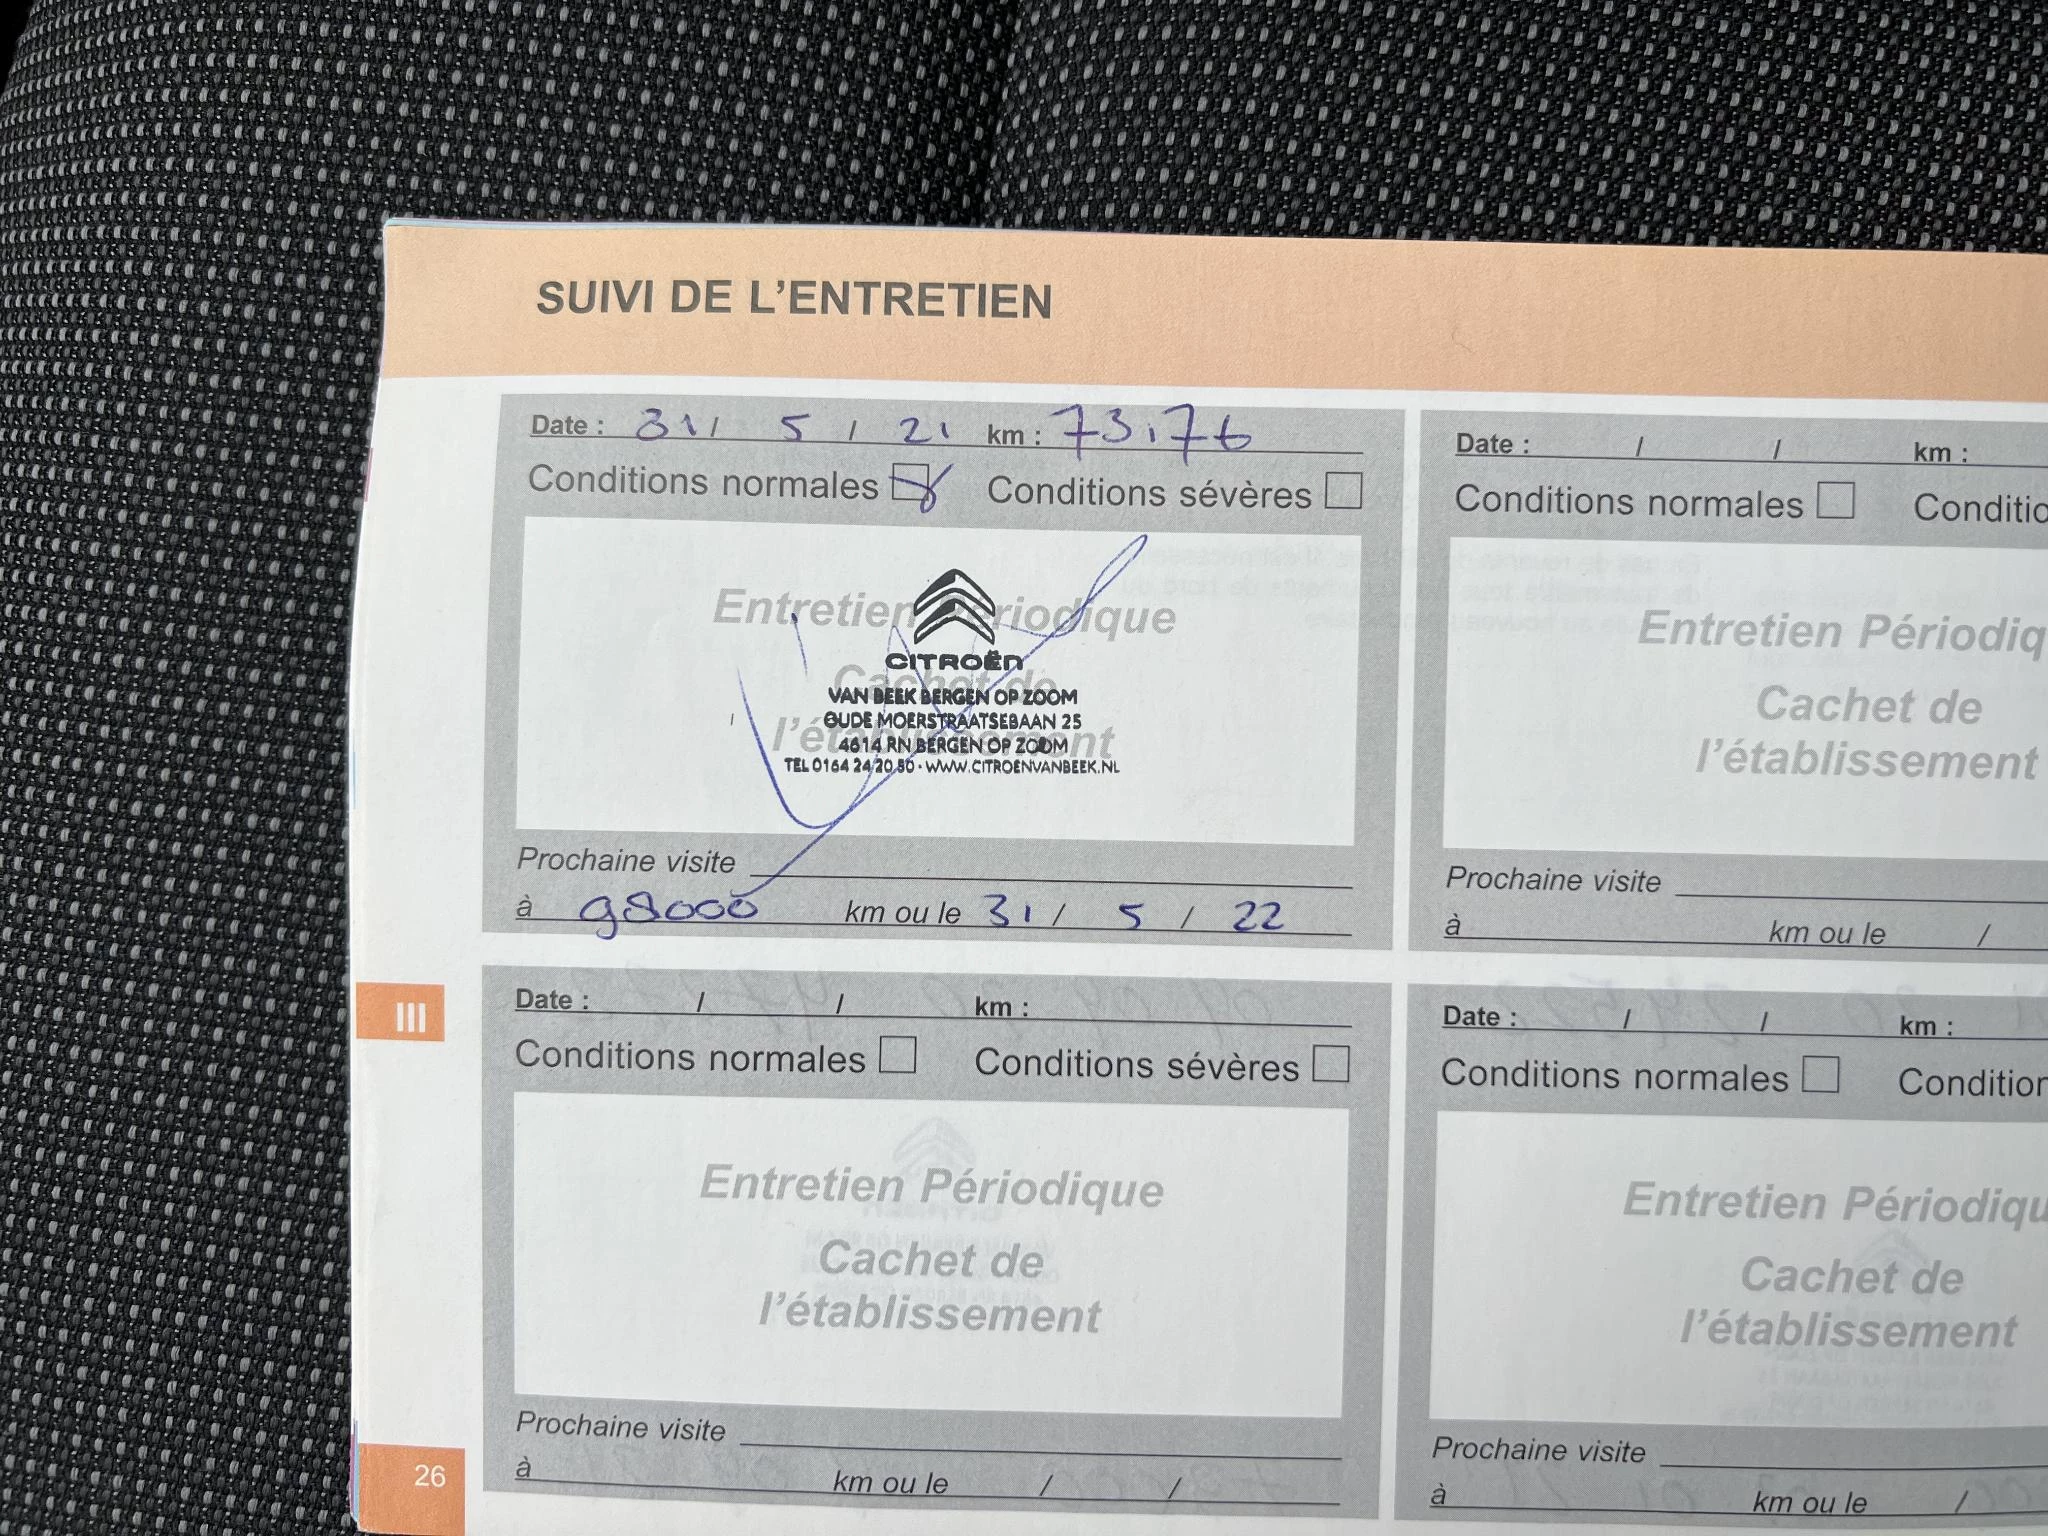 SUIVI DE L'ENTRETIEN
Date : 31 / 5 / 21 km : 73.176
Conditions normales Conditions sévères
Entretien Périodique
Cachet de
l'établissement
CITROËN
VAN BEEK BERGEN OP ZOOM
OUDE MOERSTRAATSEBAAN 25
4614 RN BERGEN OP ZOOM
TEL 0164 24 20 50 · WWW.CITROENVANBEEK.NL
Prochaine visite
à 98000 km ou le 31 / 5 / 22
Date : / / km :
Conditions normales
Entretien
Cachet de
l'établissement
Prochaine visite
à km ou le /
III
Date : / / km :
Conditions normales Conditions sévères
Entretien Périodique
Cachet de
l'établissement
Prochaine visite
à km ou le / /
Date : / / km :
Conditions normales
Entretien
Cachet de
l'établissement
Prochaine visite
à km ou le /
26